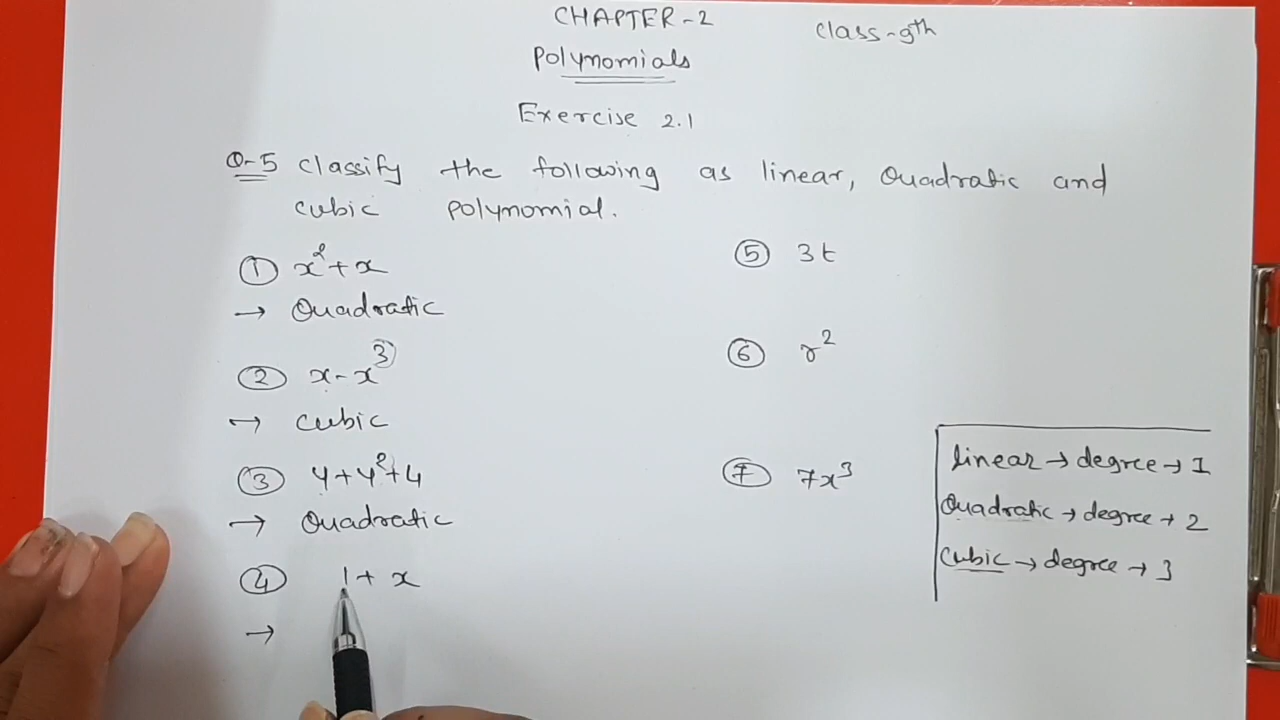 CHAPTER-2
Class-9th
Polynomials
Exercise 2.1
Q-5 Classify the following as linear, Quadratic and
cubic polynomial.
① x²+x
→ Quadratic
② x-x³
→ cubic
③ y+y²+4
→ Quadratic
④ 1+x
→
⑤ 3t
⑥ r²
⑦ 7x³
linear → degree → 1
Quadratic → degree → 2
Cubic → degree → 3